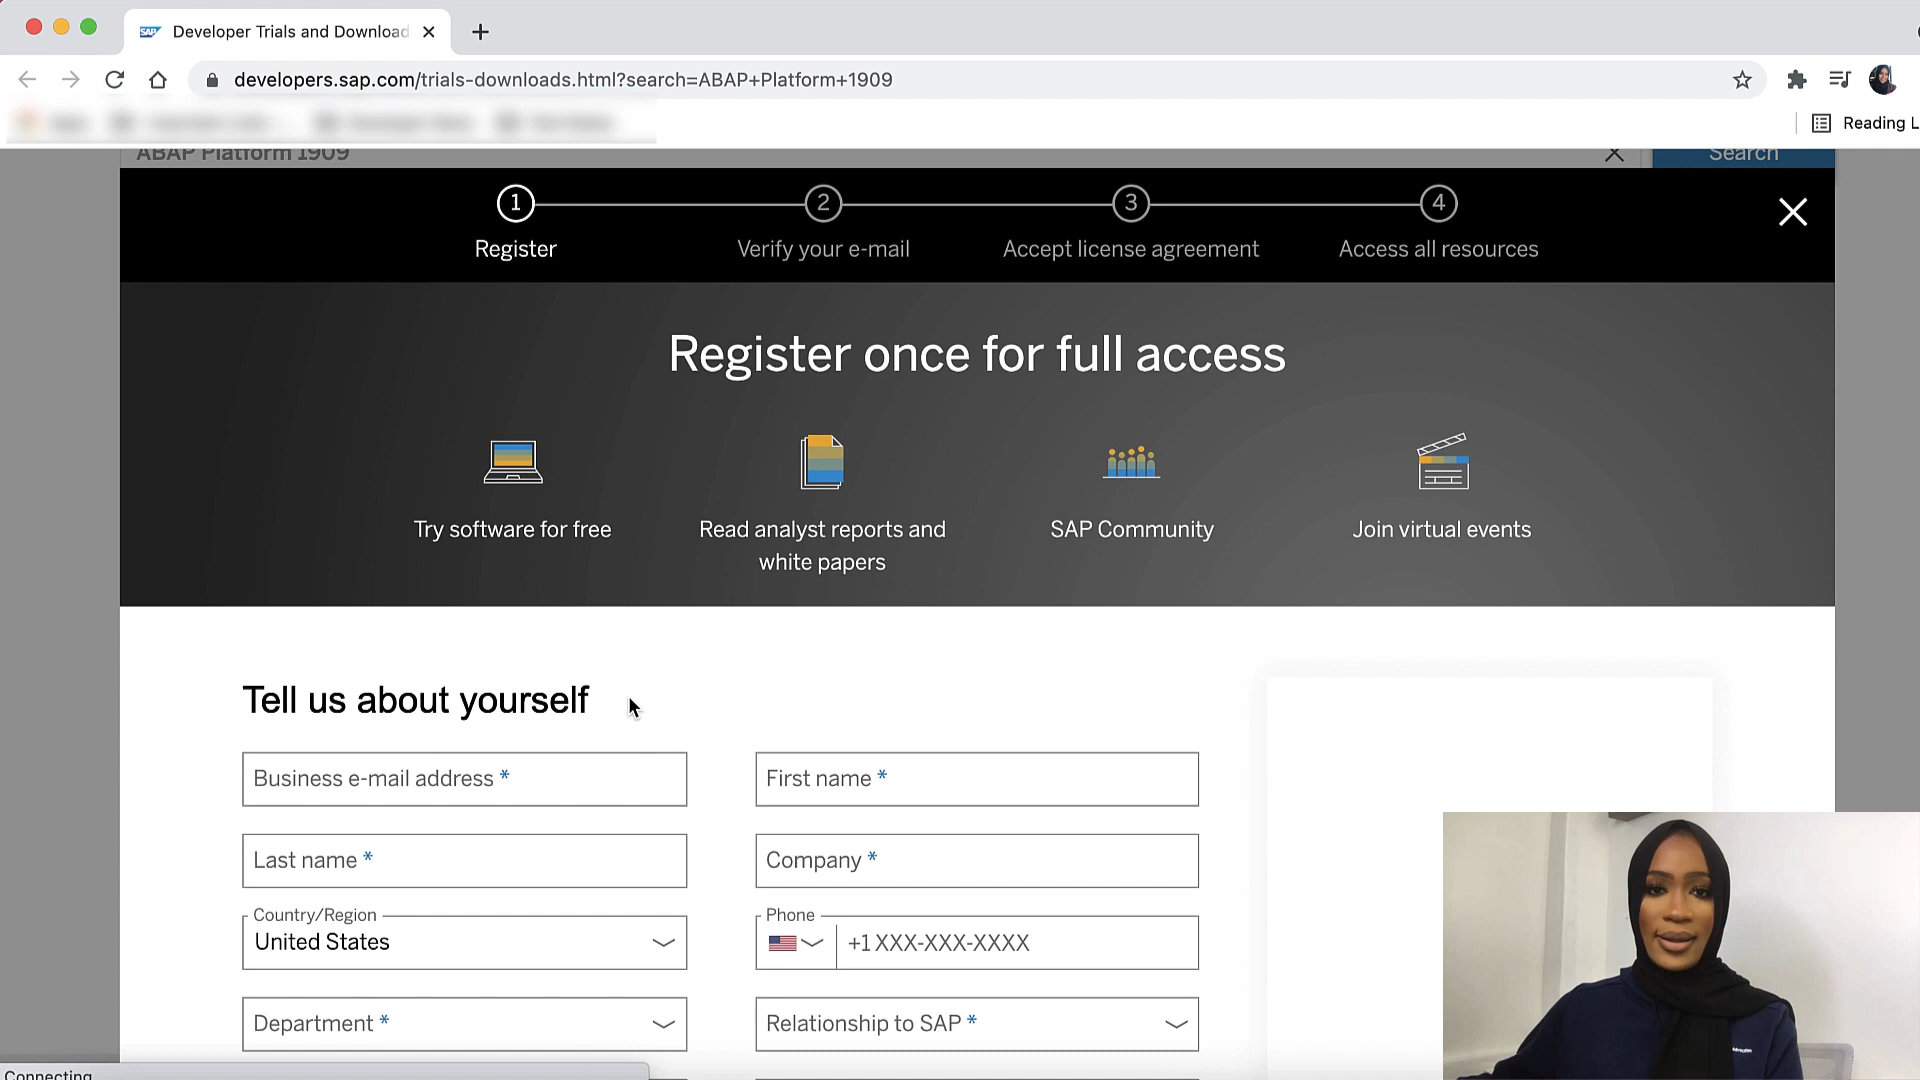 SAP Developer Trials and Download
developers.sap.com/trials-downloads.html?search=ABAP+Platform+1909
Reading L
ABAP Platform 1909
Search
1 2 3 4
Register Verify your e-mail Accept license agreement Access all resources
Register once for full access
Try software for free
Read analyst reports and
white papers
SAP Community
Join virtual events
Tell us about yourself
Business e-mail address *
First name *
Last name *
Company *
Country/Region
United States
Phone
+1 XXX-XXX-XXXX
Department *
Relationship to SAP *
Connecting